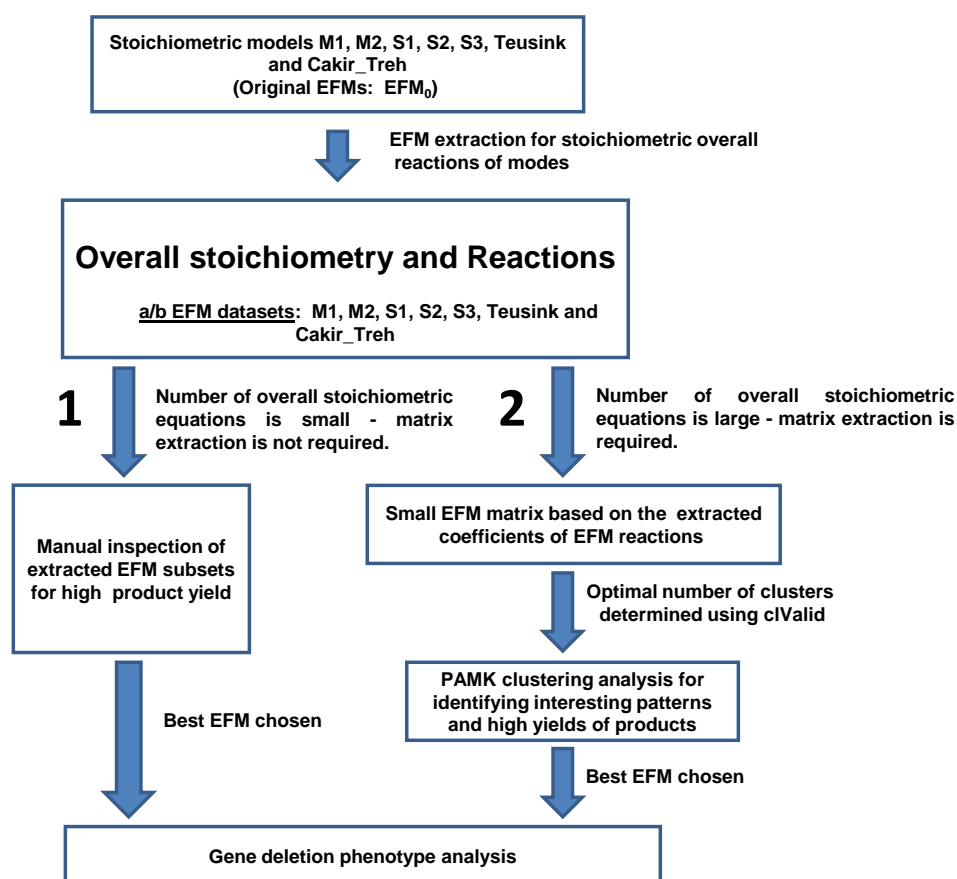 Stoichiometric models M1, M2, S1, S2, S3, Teusink
and Cakir_Treh
(Original EFMs: EFM₀)
EFM extraction for stoichiometric overall
reactions of modes
Overall stoichiometry and Reactions
a/b EFM datasets: M1, M2, S1, S2, S3, Teusink and
Cakir_Treh
1
Number of overall stoichiometric
equations is small - matrix
extraction is not required.
2
Number of overall stoichiometric
equations is large - matrix extraction is
required.
Manual inspection of
extracted EFM subsets
for high product yield
Small EFM matrix based on the extracted
coefficients of EFM reactions
Optimal number of clusters
determined using clValid
PAMK clustering analysis for
identifying interesting patterns
and high yields of products
Best EFM chosen
Best EFM chosen
Gene deletion phenotype analysis